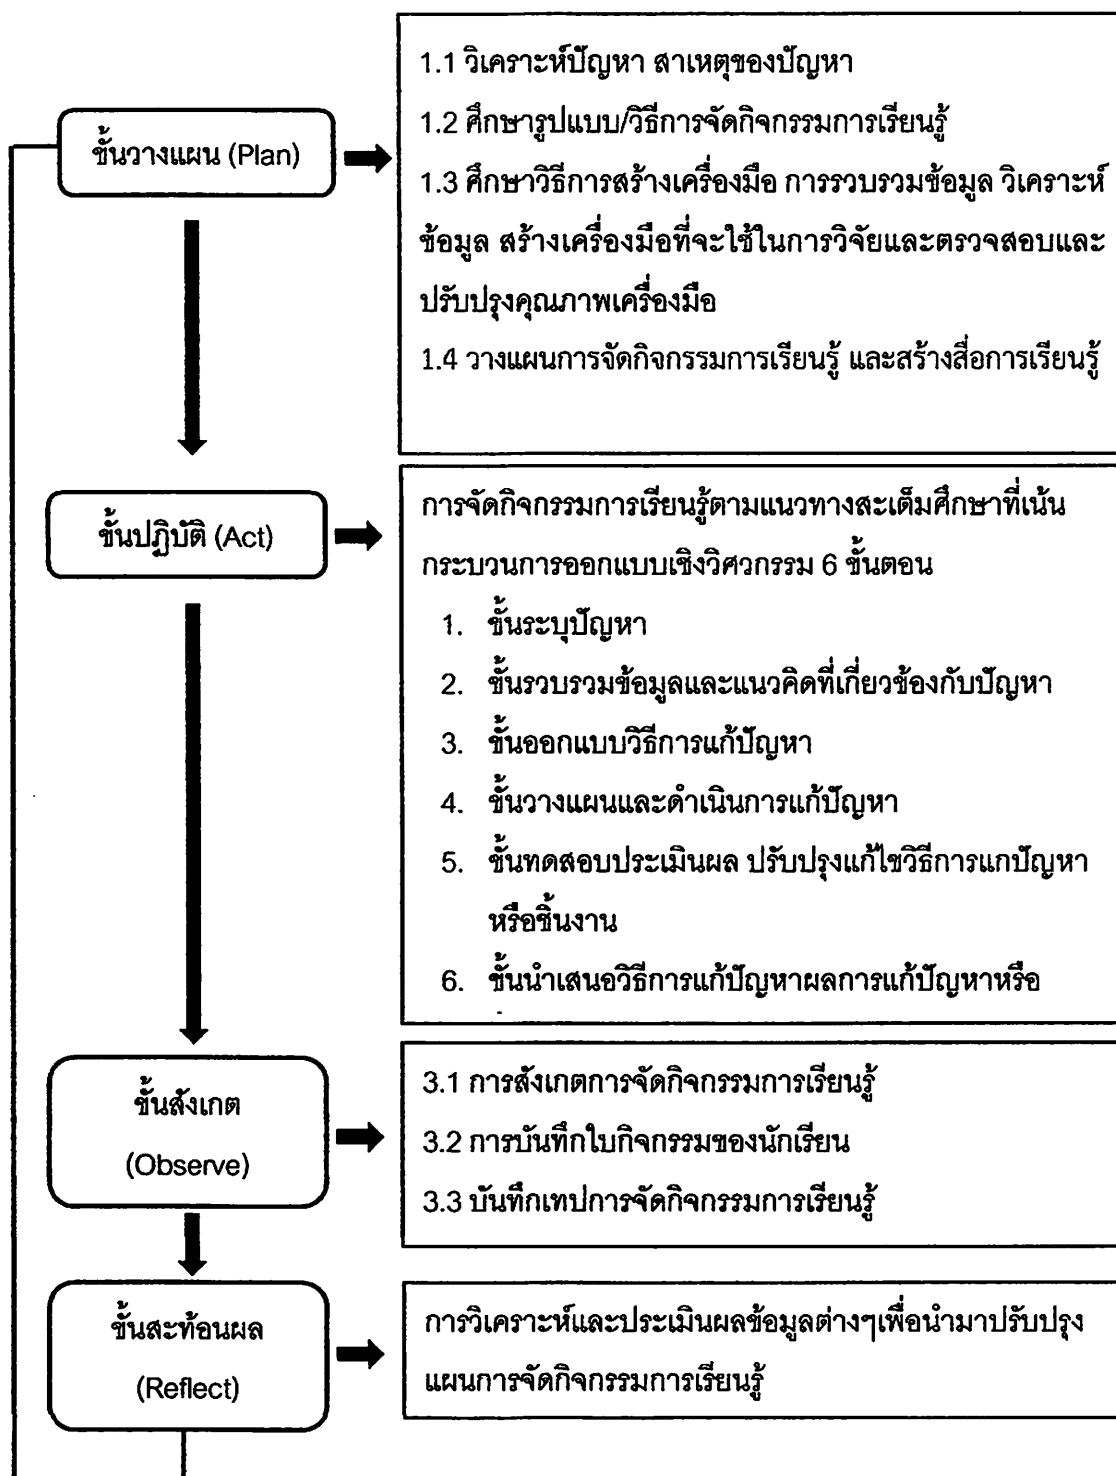 ขั้นวางแผน (Plan)
1.1 วิเคราะห์ปัญหา สาเหตุของปัญหา
1.2 ศึกษารูปแบบ/วิธีการจัดกิจกรรมการเรียนรู้
1.3 ศึกษาวิธีการสร้างเครื่องมือ การรวบรวมข้อมูล วิเคราะห์
ข้อมูล สร้างเครื่องมือที่จะใช้ในการวิจัยและตรวจสอบและ
ปรับปรุงคุณภาพเครื่องมือ
1.4 วางแผนการจัดกิจกรรมการเรียนรู้ และสร้างสื่อการเรียนรู้
ขั้นปฏิบัติ (Act)
การจัดกิจกรรมการเรียนรู้ตามแนวทางสะเต็มศึกษาที่เน้น
กระบวนการออกแบบเชิงวิศวกรรม 6 ขั้นตอน
1. ขั้นระบุปัญหา
2. ขั้นรวบรวมข้อมูลและแนวคิดที่เกี่ยวข้องกับปัญหา
3. ขั้นออกแบบวิธีการแก้ปัญหา
4. ขั้นวางแผนและดำเนินการแก้ปัญหา
5. ขั้นทดสอบประเมินผล ปรับปรุงแก้ไขวิธีการแกปัญหา
หรือชิ้นงาน
6. ขั้นนำเสนอวิธีการแก้ปัญหาผลการแก้ปัญหาหรือ
ขั้นสังเกต
(Observe)
3.1 การสังเกตการจัดกิจกรรมการเรียนรู้
3.2 การบันทึกใบกิจกรรมของนักเรียน
3.3 บันทึกเทปการจัดกิจกรรมการเรียนรู้
ขั้นสะท้อนผล
(Reflect)
การวิเคราะห์และประเมินผลข้อมูลต่างๆเพื่อนำมาปรับปรุง
แผนการจัดกิจกรรมการเรียนรู้